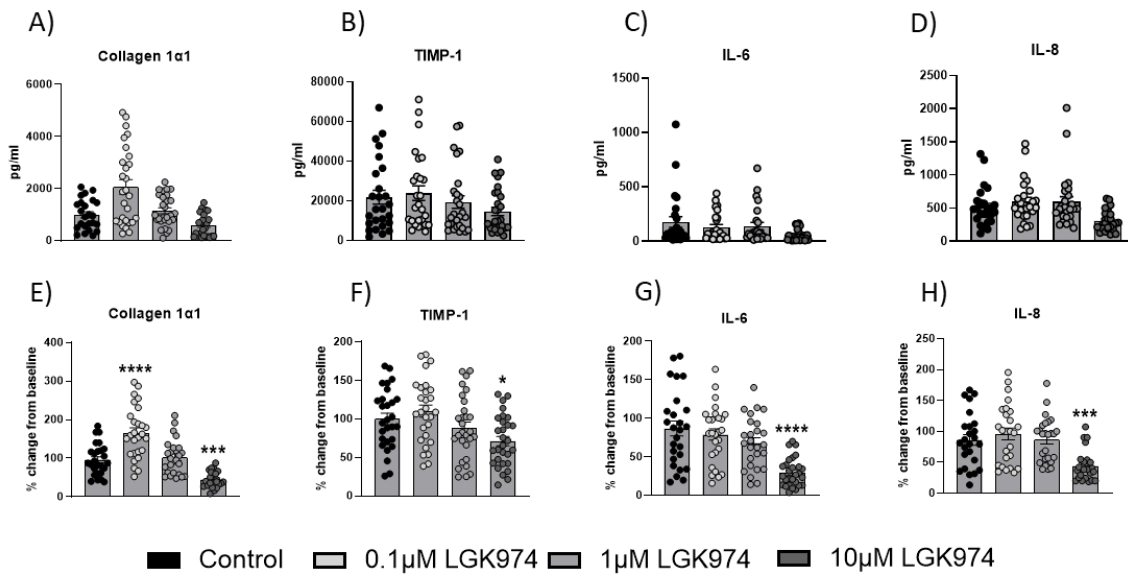 A)
Collagen 1α1
6000
4000
2000
0
pg/ml
B)
TIMP-1
80000
60000
40000
20000
0
pg/ml
C)
IL-6
1500
1000
500
0
pg/ml
D)
IL-8
2500
2000
1500
1000
500
0
pg/ml
E)
Collagen 1α1
400
300
200
100
0
% change from baseline
****
***
F)
TIMP-1
200
150
100
50
0
% change from baseline
*
G)
IL-6
200
150
100
50
0
% change from baseline
****
H)
IL-8
250
200
150
100
50
0
% change from baseline
***
Control 0.1µM LGK974 1µM LGK974 10µM LGK974